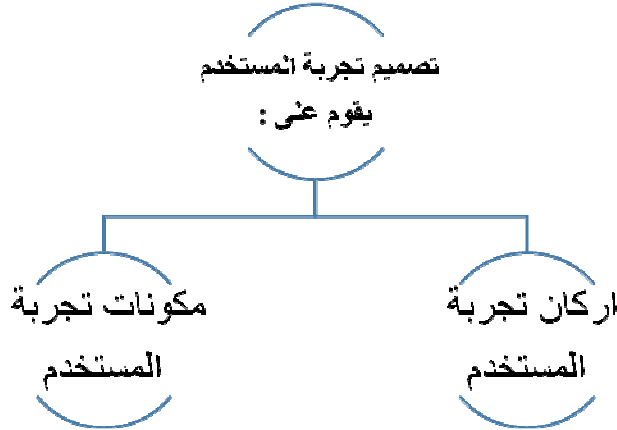 تصميم تجربة المستخدم
يقوم على :
اركان تجربة
المستخدم
مكونات تجربة
المستخدم